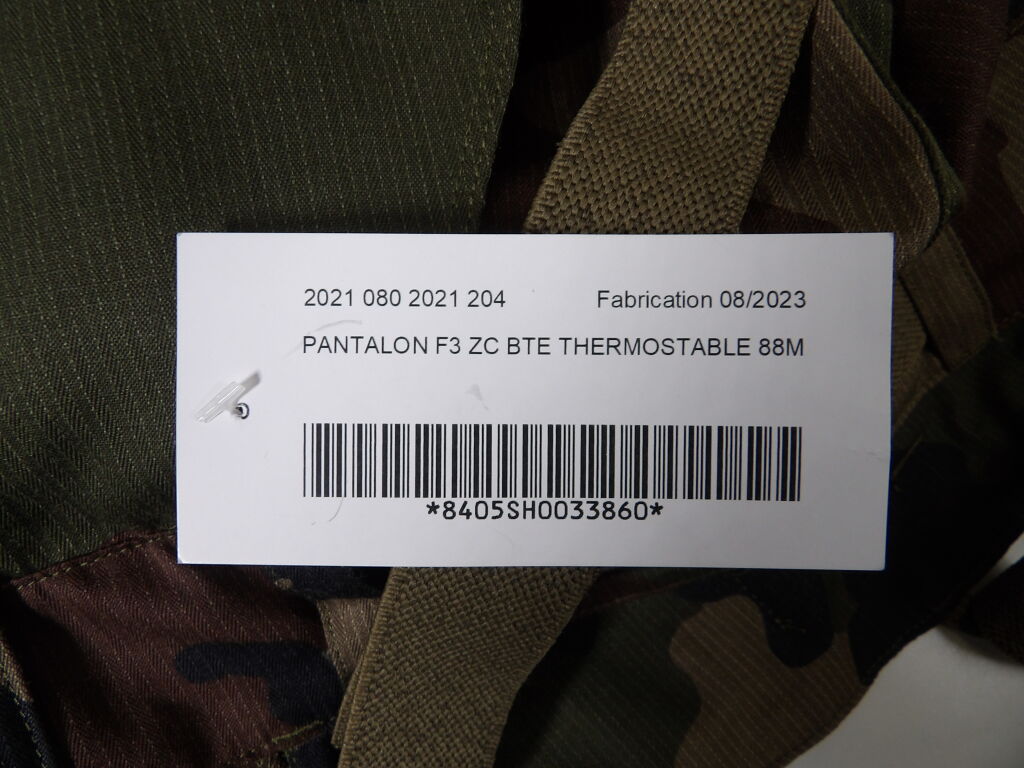 2021 080 2021 204 Fabrication 08/2023
PANTALON F3 ZC BTE THERMOSTABLE 88M
*8405SH0033860*